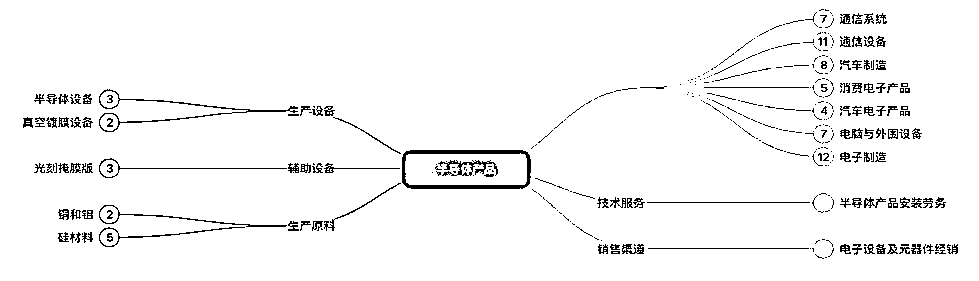 7 通信系统
11 通信设备
8 汽车制造
半导体设备 3
生产设备
5 消费电子产品
真空镀膜设备 2
4 汽车电子产品
7 电脑与外围设备
12 电子制造
光刻掩膜版 3
辅助设备
半导体产品
技术服务
半导体产品安装劳务
铜和钼 2
生产原料
硅材料 5
销售渠道
电子设备及元器件经销